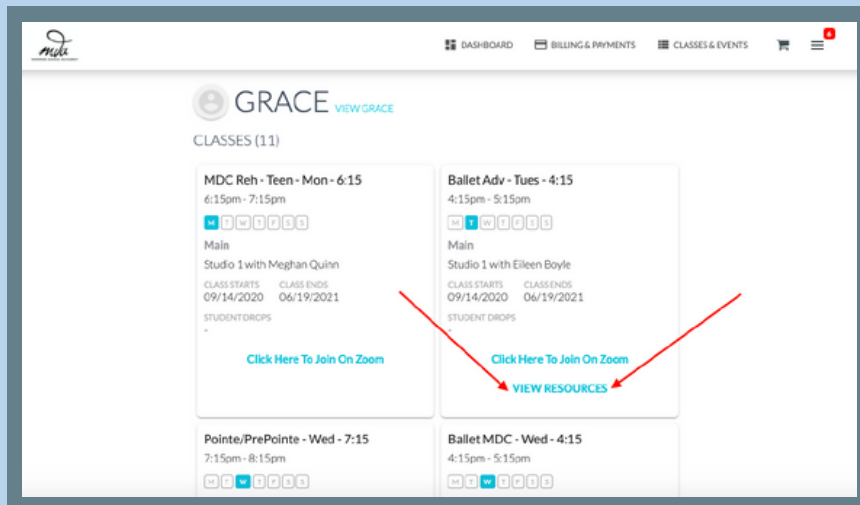 mda
DASHBOARD BILLING & PAYMENTS CLASSES & EVENTS
GRACE VIEW GRACE
CLASSES (11)
MDC Reh - Teen - Mon - 6:15
6:15pm - 7:15pm
M T W T F S S
Main
Studio 1 with Meghan Quinn
CLASS STARTS CLASS ENDS
09/14/2020 06/19/2021
STUDENT DROPS
-
Click Here To Join On Zoom
Ballet Adv - Tues - 4:15
4:15pm - 5:15pm
M T W T F S S
Main
Studio 1 with Eileen Boyle
CLASS STARTS CLASS ENDS
09/14/2020 06/19/2021
STUDENT DROPS
-
Click Here To Join On Zoom
VIEW RESOURCES
Pointe/PrePointe - Wed - 7:15
7:15pm - 8:15pm
M T W T F S S
Ballet MDC - Wed - 4:15
4:15pm - 5:15pm
M T W T F S S